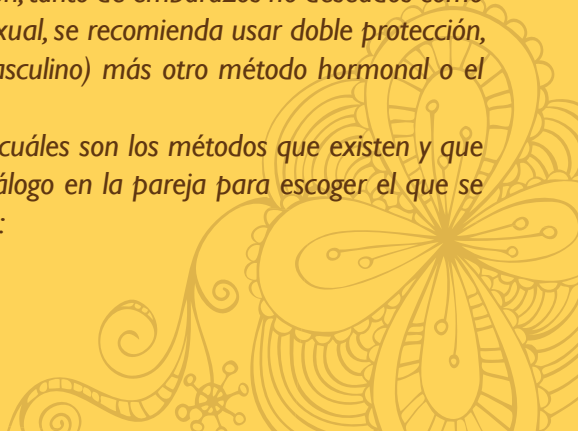 tanto de embarazos no deseados como
xual, se recomienda usar doble protección,
asculino) más otro método hormonal o el
cuáles son los métodos que existen y que
álogo en la pareja para escoger el que se
: